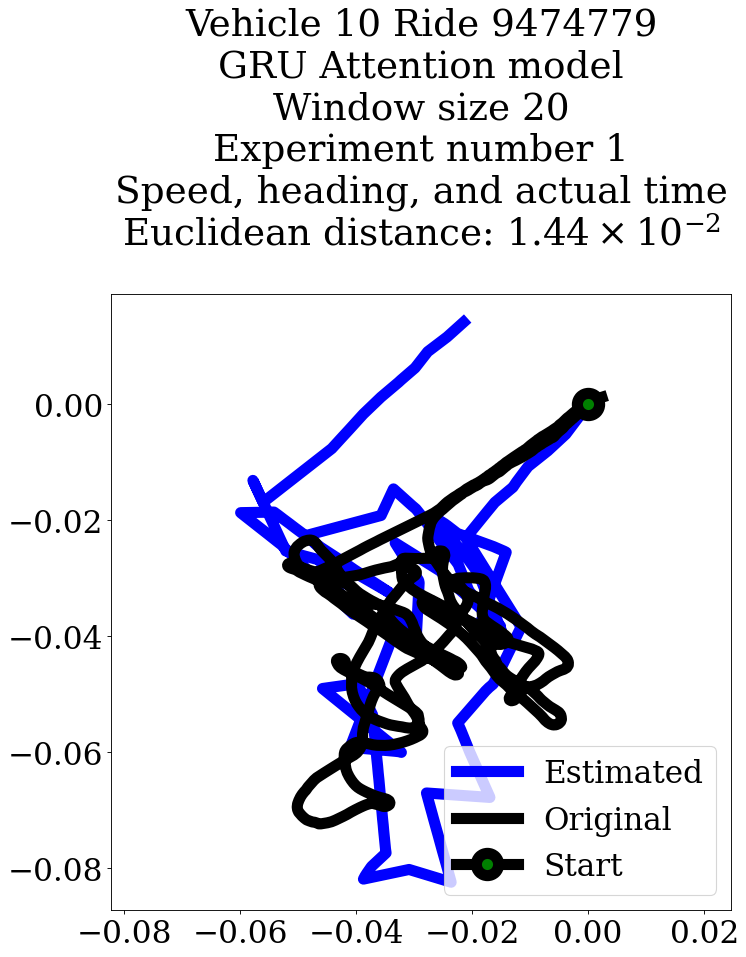 Vehicle 10 Ride 9474779
GRU Attention model
Window size 20
Experiment number 1
Speed, heading, and actual time
Euclidean distance: 1.44 × 10⁻²
0.00
−0.02
−0.04
−0.06
−0.08
Estimated
Original
Start
−0.08 −0.06 −0.04 −0.02 0.00 0.02